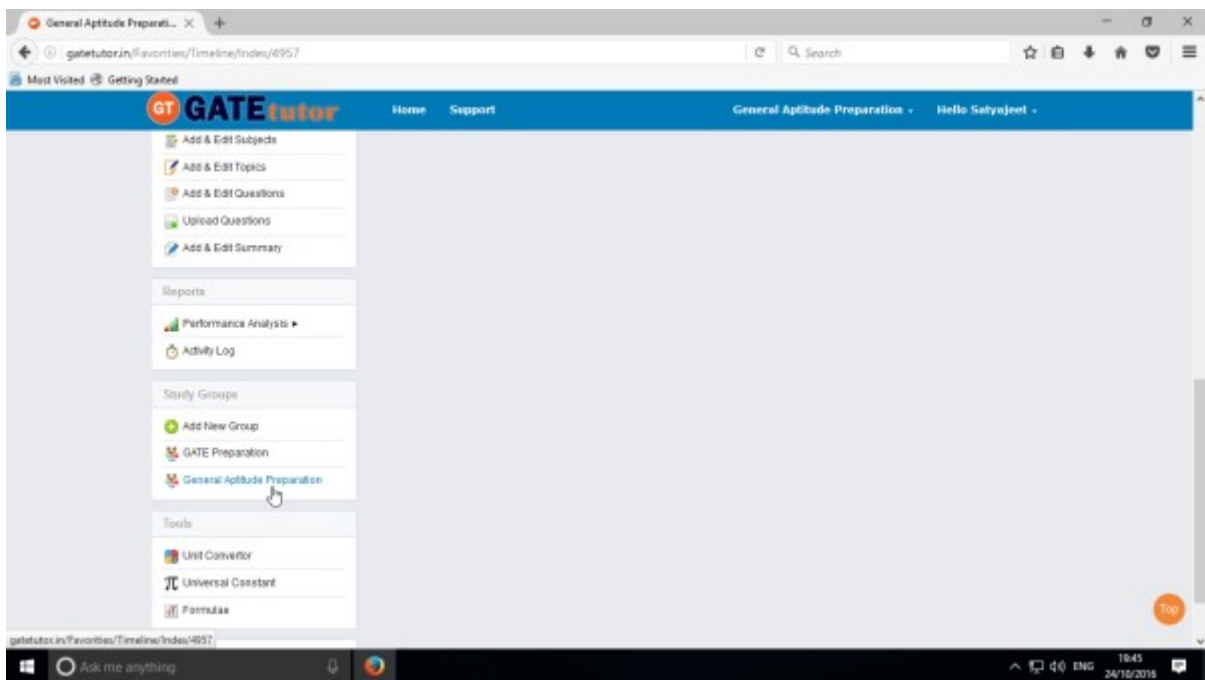 General Aptitude Preparati...
gatetutor.in/Favorities/Timeline/Index/4957
Search
Most Visited Getting Started
GT GATEtutor Home Support General Aptitude Preparation Hello Satyajeet
Add & Edit Subjects
Add & Edit Topics
Add & Edit Questions
Upload Questions
Add & Edit Summary
Reports
Performance Analysis
Activity Log
Study Groups
Add New Group
GATE Preparation
General Aptitude Preparation
Tools
Unit Convertor
π Universal Constant
Formulae
Top
gatetutor.in/Favorities/Timeline/Index/4957
Ask me anything
ENG
19:45
24/10/2016